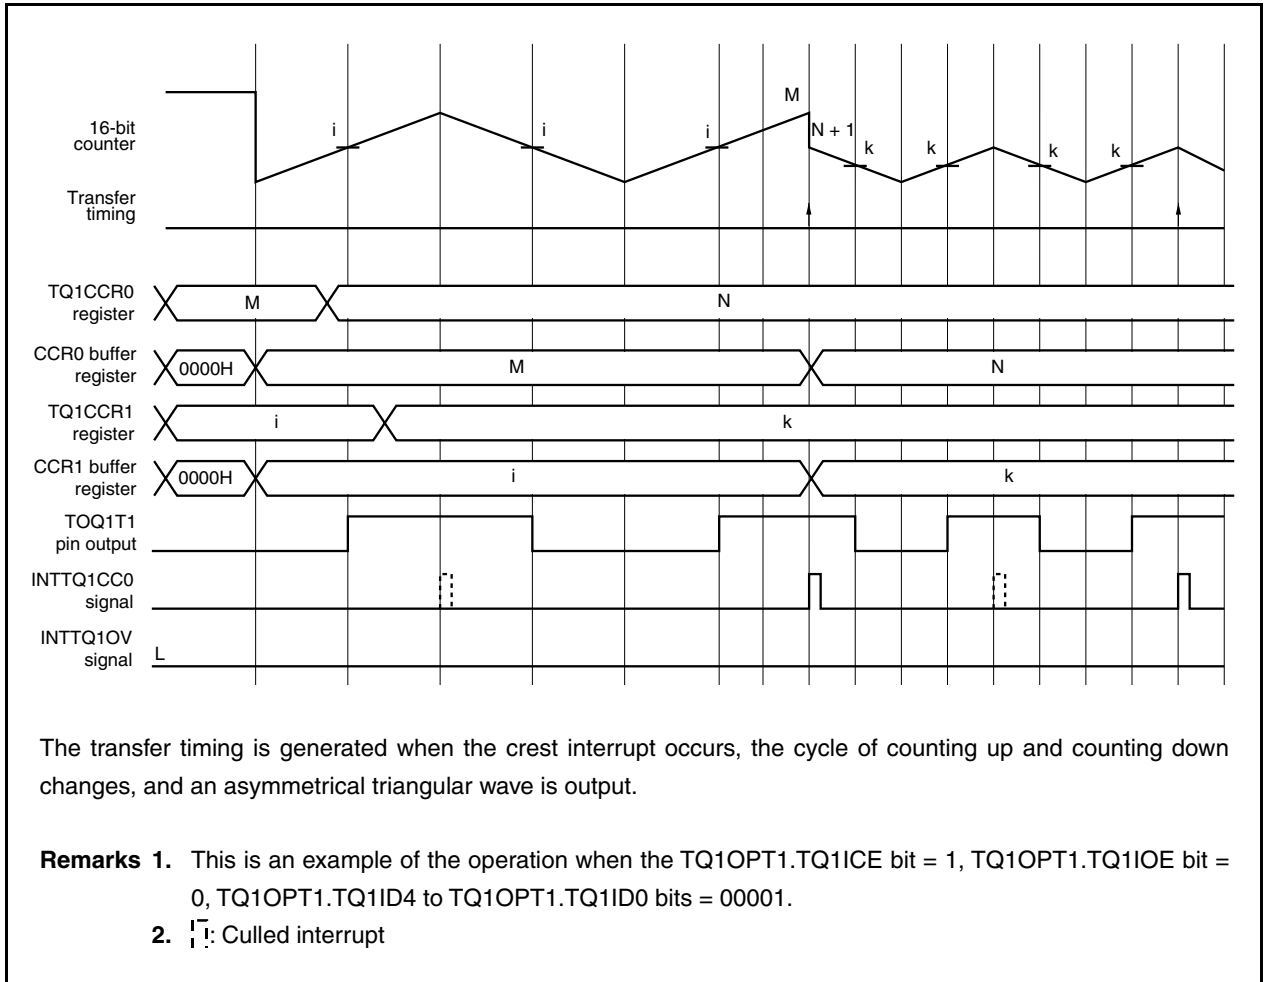 M
16-bit
counter
i
i
i
N + 1
k
k
k
k
Transfer
timing
TQ1CCR0
register
M
N
CCR0 buffer
register
0000H
M
N
TQ1CCR1
register
i
k
CCR1 buffer
register
0000H
i
k
TOQ1T1
pin output
INTTQ1CC0
signal
INTTQ1OV
signal
L
The transfer timing is generated when the crest interrupt occurs, the cycle of counting up and counting down
changes, and an asymmetrical triangular wave is output.
Remarks 1. This is an example of the operation when the TQ1OPT1.TQ1ICE bit = 1, TQ1OPT1.TQ1IOE bit =
0, TQ1OPT1.TQ1ID4 to TQ1OPT1.TQ1ID0 bits = 00001.
2. : Culled interrupt